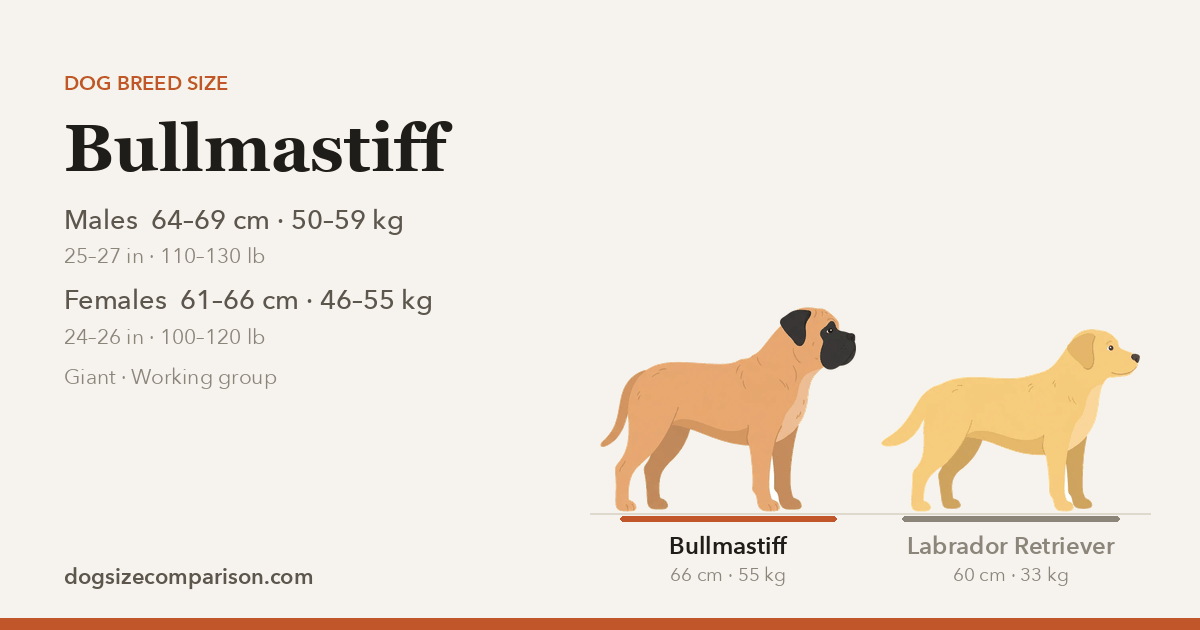 DOG BREED SIZE
Bullmastiff
Males 64–69 cm · 50–59 kg
25–27 in · 110–130 lb
Females 61–66 cm · 46–55 kg
24–26 in · 100–120 lb
Giant · Working group
Bullmastiff
66 cm · 55 kg
Labrador Retriever
60 cm · 33 kg
dogsizecomparison.com